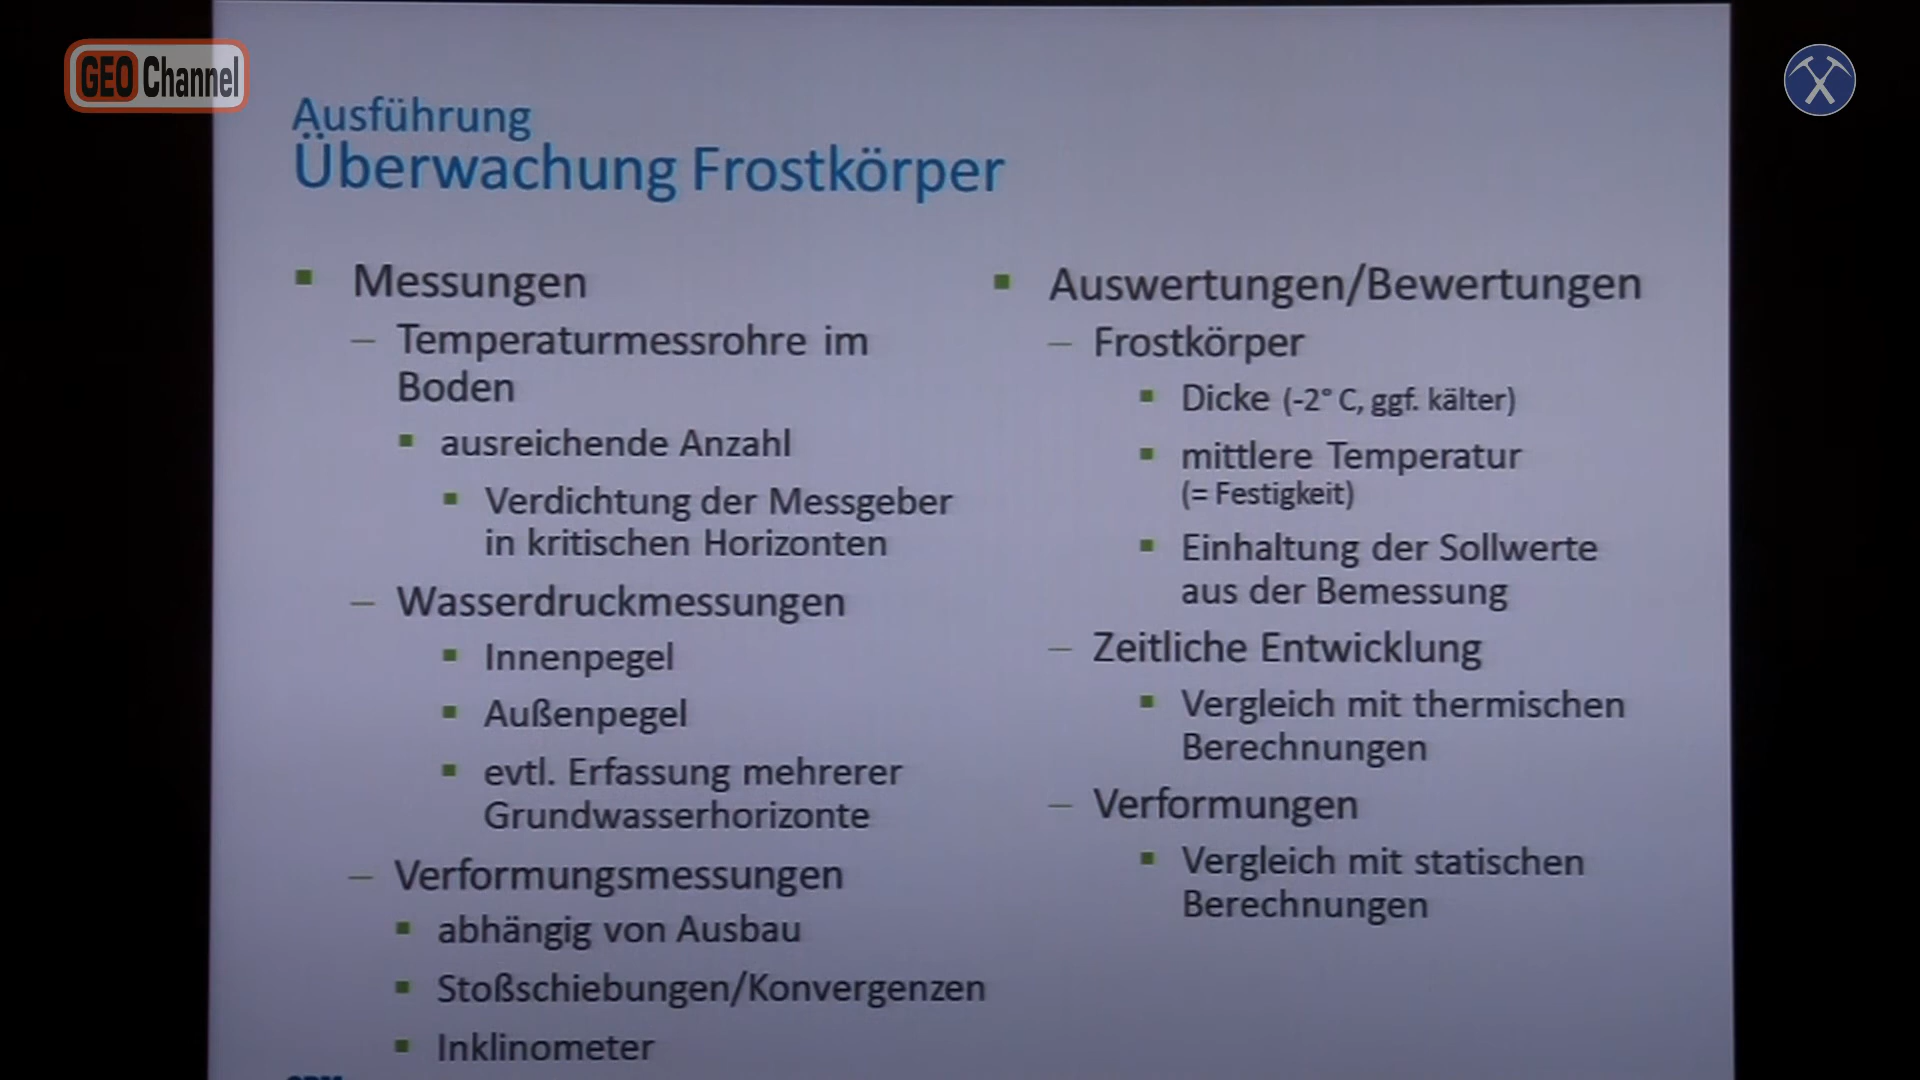 GEO Channel
Ausführung
Überwachung Frostkörper
Messungen
Temperaturmessrohre im
Boden
ausreichende Anzahl
Verdichtung der Messgeber
in kritischen Horizonten
Wasserdruckmessungen
Innenpegel
Außenpegel
evtl. Erfassung mehrerer
Grundwasserhorizonte
Verformungsmessungen
abhängig von Ausbau
Stoßschiebungen/Konvergenzen
Inklinometer
Auswertungen/Bewertungen
Frostkörper
Dicke (-2° C, ggf. kälter)
mittlere Temperatur
(= Festigkeit)
Einhaltung der Sollwerte
aus der Bemessung
Zeitliche Entwicklung
Vergleich mit thermischen
Berechnungen
Verformungen
Vergleich mit statischen
Berechnungen